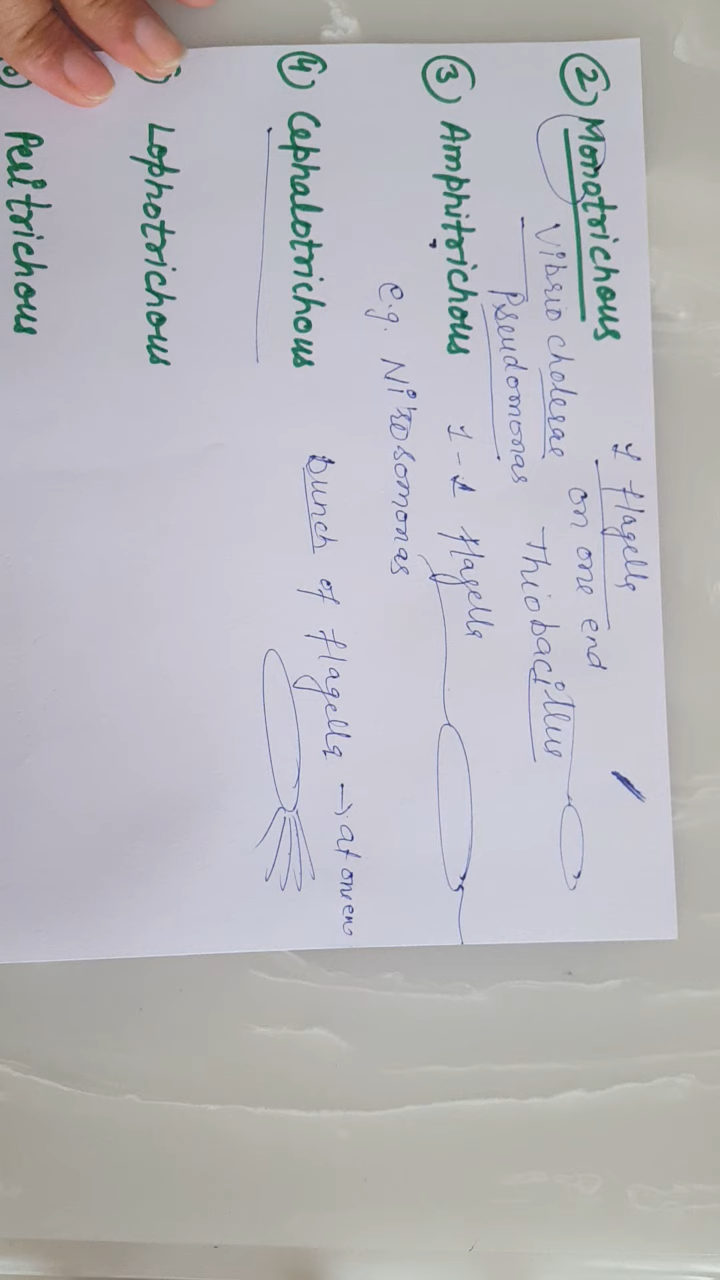 ② Monotrichous
1 flagella
on one end
Vibrio cholerae
Pseudomonas Thiobacillus
③ Amphitrichous 1-1 flagella
e.g. Nitrosomonas
④ Cephalotrichous
bunch of flagella → at one en
Lophotrichous
Peritrichous